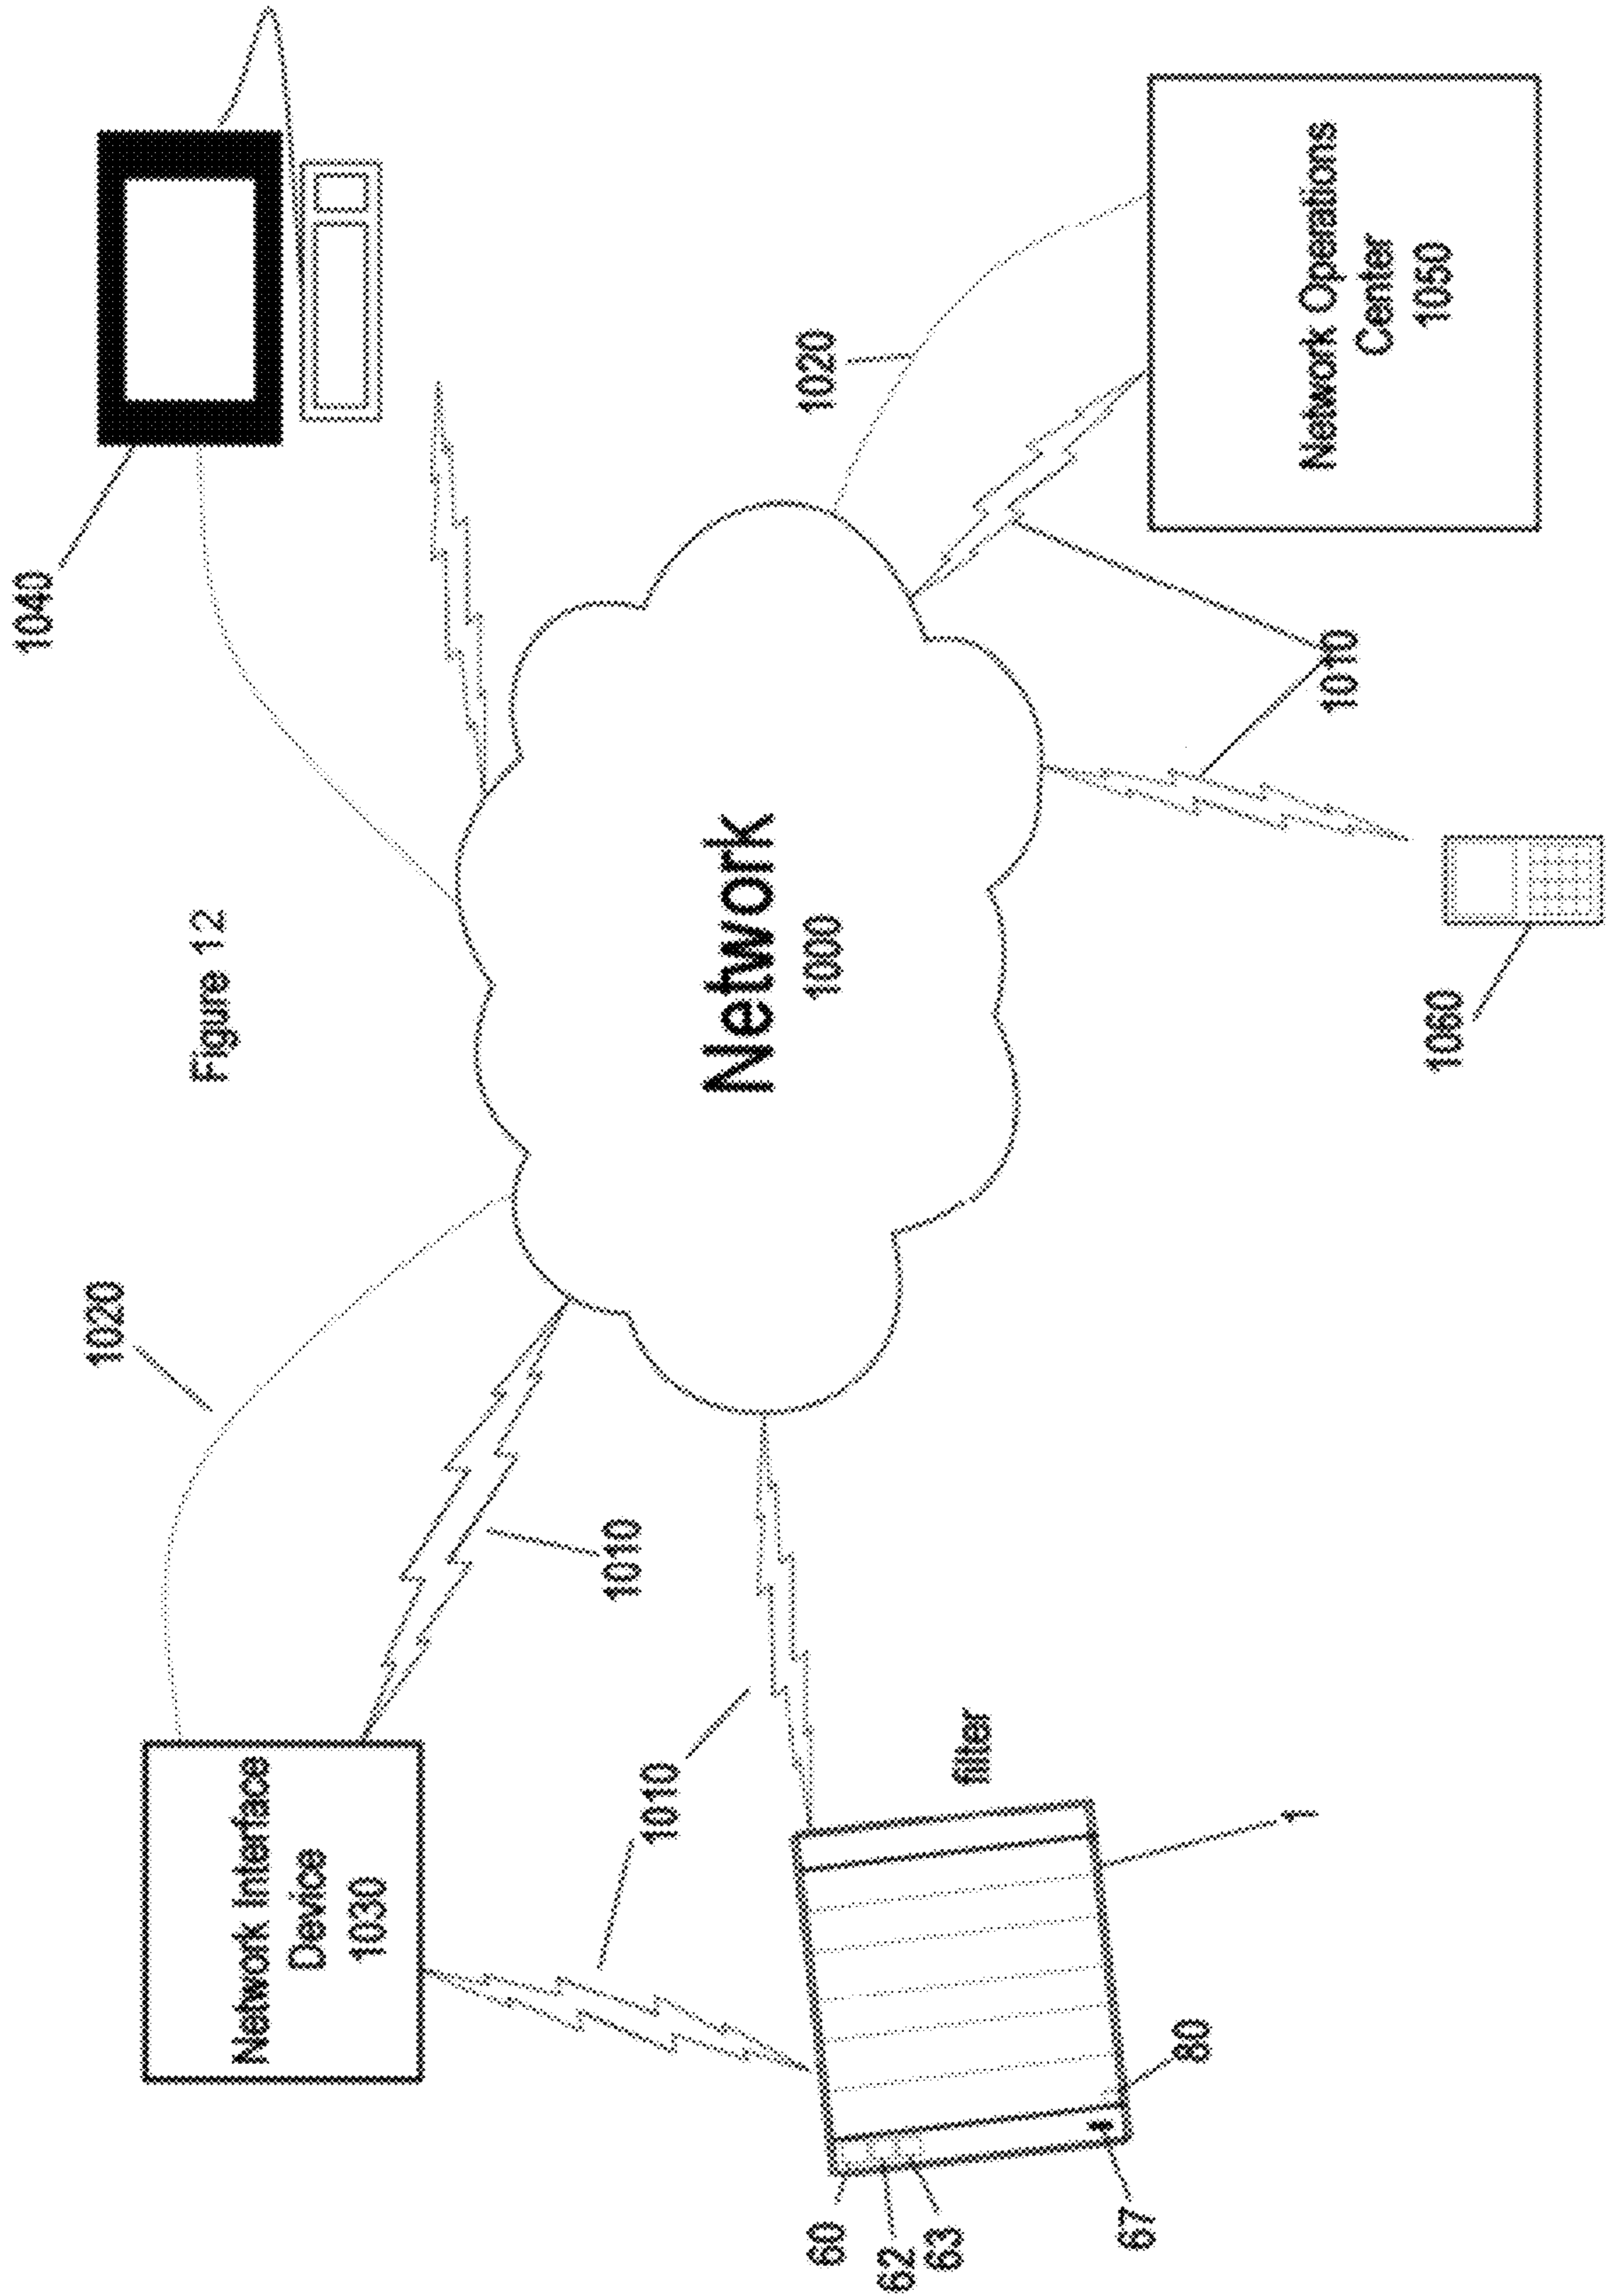 1040
1020
Figure 12
Network Interface
Device
1030
1010
1010
Network
1000
1020
60
62
63
filter
67
80
1
1010
Network Operations
Center
1050
1060